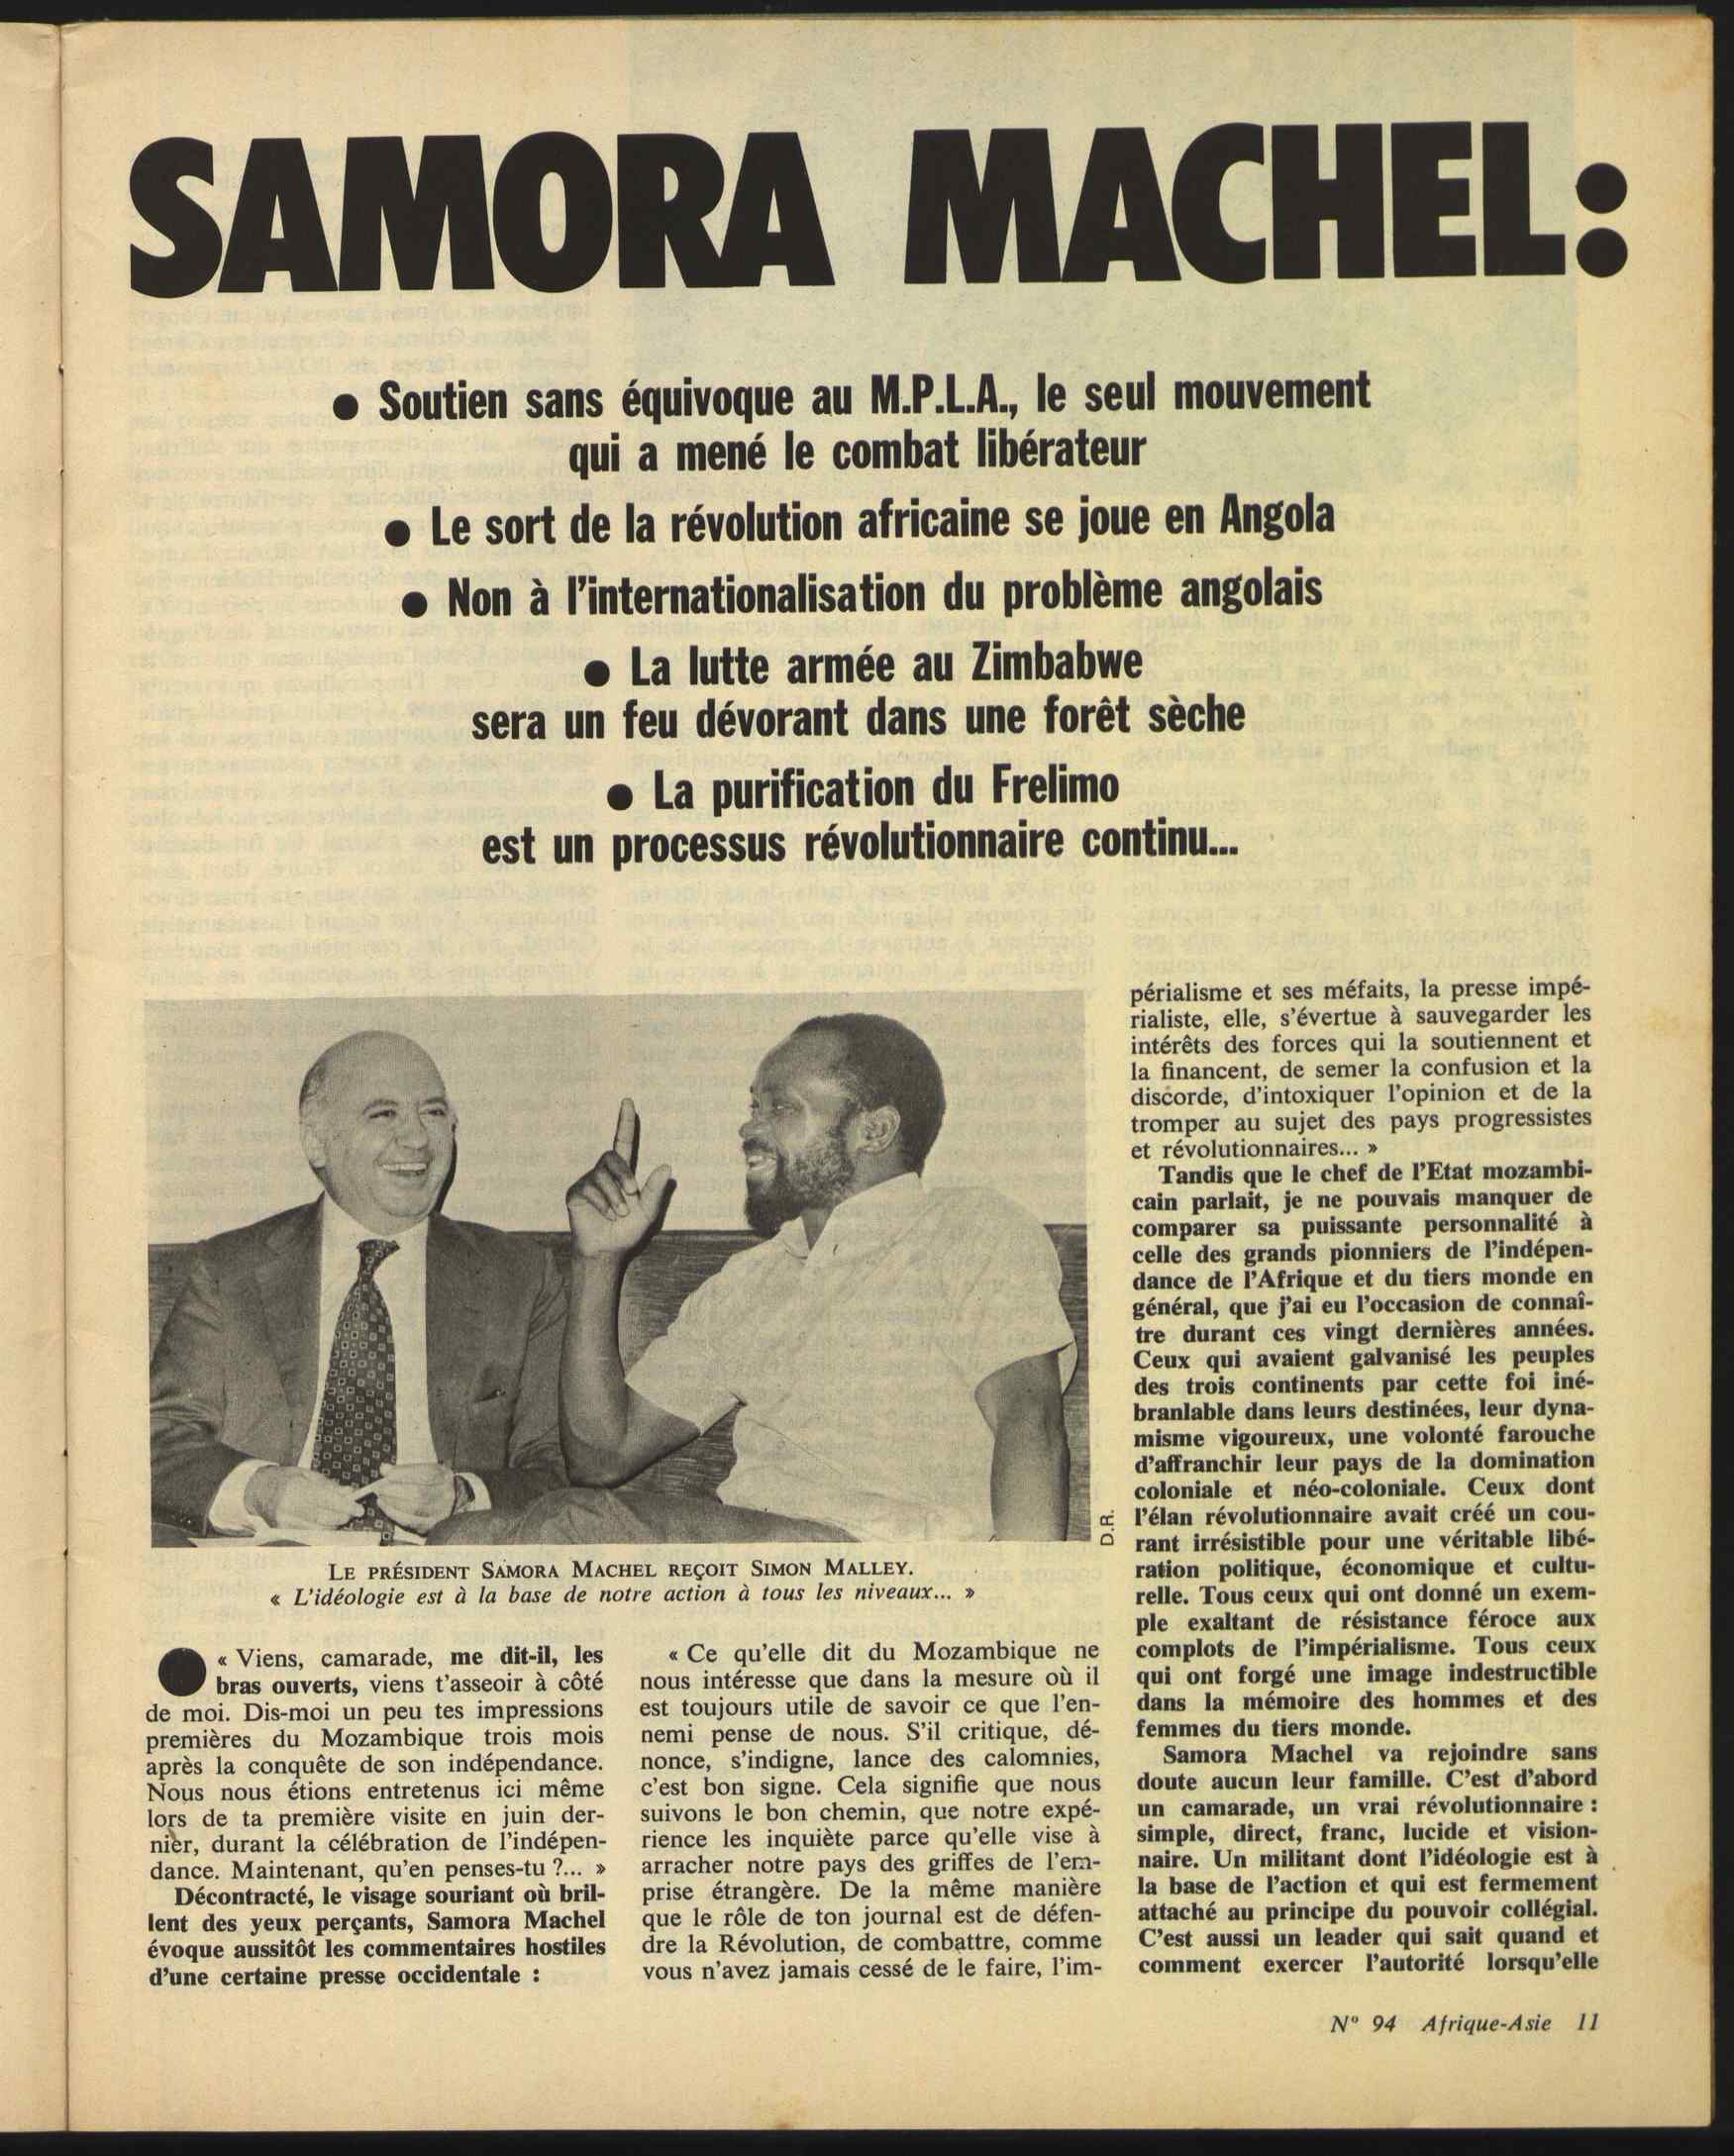 SAMORA MACHEL:
● Soutien sans équivoque au M.P.L.A., le seul mouvement
qui a mené le combat libérateur
● Le sort de la révolution africaine se joue en Angola
● Non à l'internationalisation du problème angolais
● La lutte armée au Zimbabwe
sera un feu dévorant dans une forêt sèche
● La purification du Frelimo
est un processus révolutionnaire continu...
D.R.
LE PRÉSIDENT SAMORA MACHEL REÇOIT SIMON MALLEY.
« L'idéologie est à la base de notre action à tous les niveaux... »
● « Viens, camarade, me dit-il, les
bras ouverts, viens t'asseoir à côté
de moi. Dis-moi un peu tes impressions
premières du Mozambique trois mois
après la conquête de son indépendance.
Nous nous étions entretenus ici même
lors de ta première visite en juin der-
nier, durant la célébration de l'indépen-
dance. Maintenant, qu'en penses-tu ?... »
Décontracté, le visage souriant où bril-
lent des yeux perçants, Samora Machel
évoque aussitôt les commentaires hostiles
d'une certaine presse occidentale :
« Ce qu'elle dit du Mozambique ne
nous intéresse que dans la mesure où il
est toujours utile de savoir ce que l'en-
nemi pense de nous. S'il critique, dé-
nonce, s'indigne, lance des calomnies,
c'est bon signe. Cela signifie que nous
suivons le bon chemin, que notre expé-
rience les inquiète parce qu'elle vise à
arracher notre pays des griffes de l'em-
prise étrangère. De la même manière
que le rôle de ton journal est de défen-
dre la Révolution, de combattre, comme
vous n'avez jamais cessé de le faire, l'im-
périalisme et ses méfaits, la presse impé-
rialiste, elle, s'évertue à sauvegarder les
intérêts des forces qui la soutiennent et
la financent, de semer la confusion et la
discorde, d'intoxiquer l'opinion et de la
tromper au sujet des pays progressistes
et révolutionnaires... »
Tandis que le chef de l'Etat mozambi-
cain parlait, je ne pouvais manquer de
comparer sa puissante personnalité à
celle des grands pionniers de l'indépen-
dance de l'Afrique et du tiers monde en
général, que j'ai eu l'occasion de connaî-
tre durant ces vingt dernières années.
Ceux qui avaient galvanisé les peuples
des trois continents par cette foi iné-
branlable dans leurs destinées, leur dyna-
misme vigoureux, une volonté farouche
d'affranchir leur pays de la domination
coloniale et néo-coloniale. Ceux dont
l'élan révolutionnaire avait créé un cou-
rant irrésistible pour une véritable libé-
ration politique, économique et cultu-
relle. Tous ceux qui ont donné un exem-
ple exaltant de résistance féroce aux
complots de l'impérialisme. Tous ceux
qui ont forgé une image indestructible
dans la mémoire des hommes et des
femmes du tiers monde.
Samora Machel va rejoindre sans
doute aucun leur famille. C'est d'abord
un camarade, un vrai révolutionnaire :
simple, direct, franc, lucide et vision-
naire. Un militant dont l'idéologie est à
la base de l'action et qui est fermement
attaché au principe du pouvoir collégial.
C'est aussi un leader qui sait quand et
comment exercer l'autorité lorsqu'elle
N° 94 Afrique-Asie 11